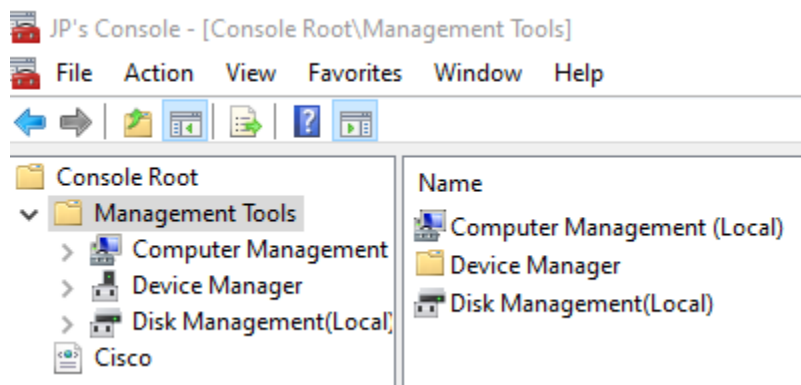 JP's Console - [Console Root\Management Tools]
File Action View Favorites Window Help
Console Root
Management Tools
Computer Management
Device Manager
Disk Management(Local)
Cisco
Name
Computer Management (Local)
Device Manager
Disk Management(Local)